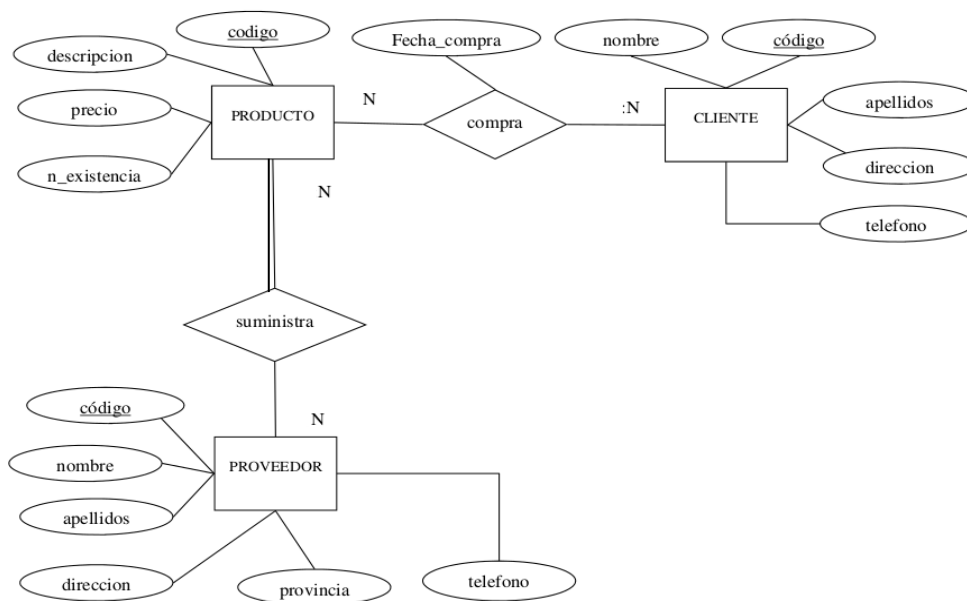 codigo
Fecha_compra
nombre
código
descripcion
precio
PRODUCTO
N
compra
:N
CLIENTE
apellidos
n_existencia
N
direccion
telefono
suministra
código
N
nombre
PROVEEDOR
apellidos
direccion
provincia
telefono